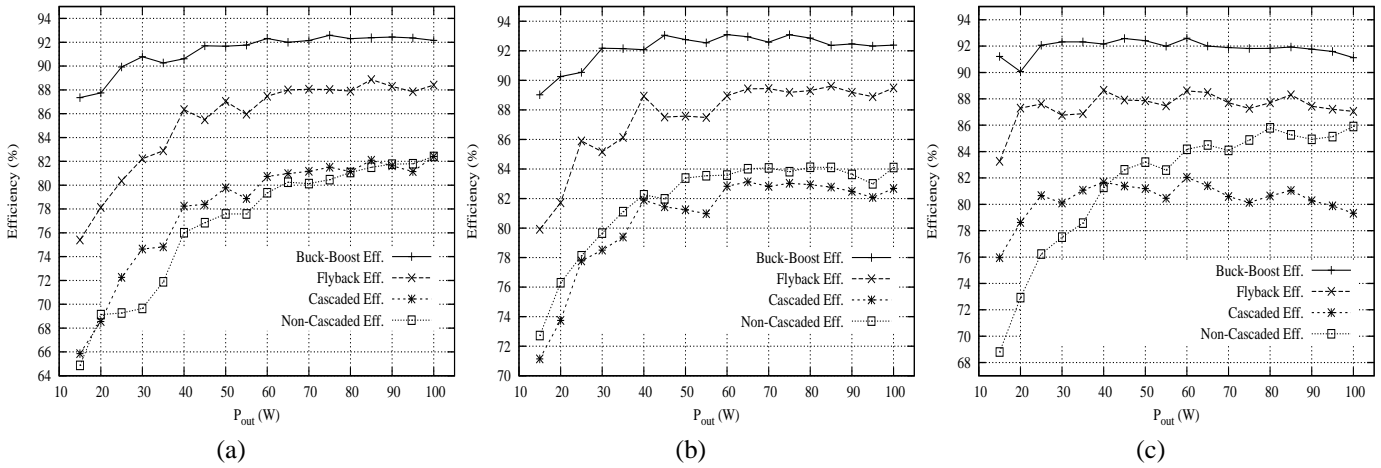 94
92
90
88
86
84
82
80
78
76
74
72
70
68
66
64
Efficiency (%)
10 20 30 40 50 60 70 80 90 100
P_out (W)
Buck-Boost Eff.
Flyback Eff.
Cascaded Eff.
Non-Cascaded Eff.
(a)
94
92
90
88
86
84
82
80
78
76
74
72
70
Efficiency (%)
10 20 30 40 50 60 70 80 90 100
P_out (W)
Buck-Boost Eff.
Flyback Eff.
Cascaded Eff.
Non-Cascaded Eff.
(b)
94
92
90
88
86
84
82
80
78
76
74
72
70
68
Efficiency (%)
10 20 30 40 50 60 70 80 90 100
P_out (W)
Buck-Boost Eff.
Flyback Eff.
Cascaded Eff.
Non-Cascaded Eff.
(c)